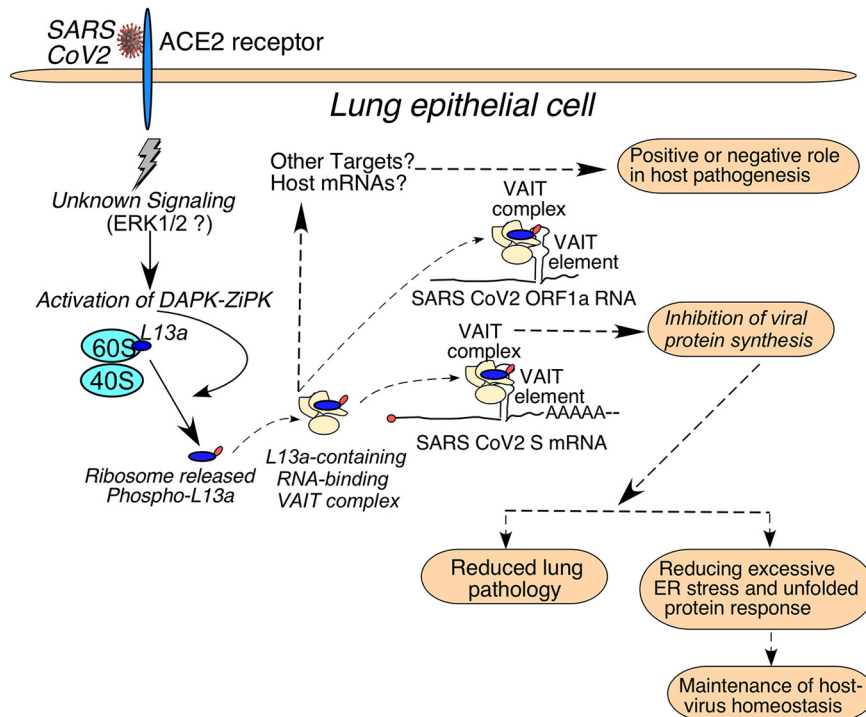 SARS
CoV2
ACE2 receptor
Lung epithelial cell
Unknown Signaling
(ERK1/2 ?)
Activation of DAPK-ZiPK
L13a
60S
40S
Ribosome released
Phospho-L13a
L13a-containing
RNA-binding
VAIT complex
Other Targets?
Host mRNAs?
Positive or negative role
in host pathogenesis
VAIT
complex
VAIT
element
SARS CoV2 ORF1a RNA
VAIT
complex
VAIT
element
AAAAA--
SARS CoV2 S mRNA
Inhibition of viral
protein synthesis
Reduced lung
pathology
Reducing excessive
ER stress and unfolded
protein response
Maintenance of host-
virus homeostasis